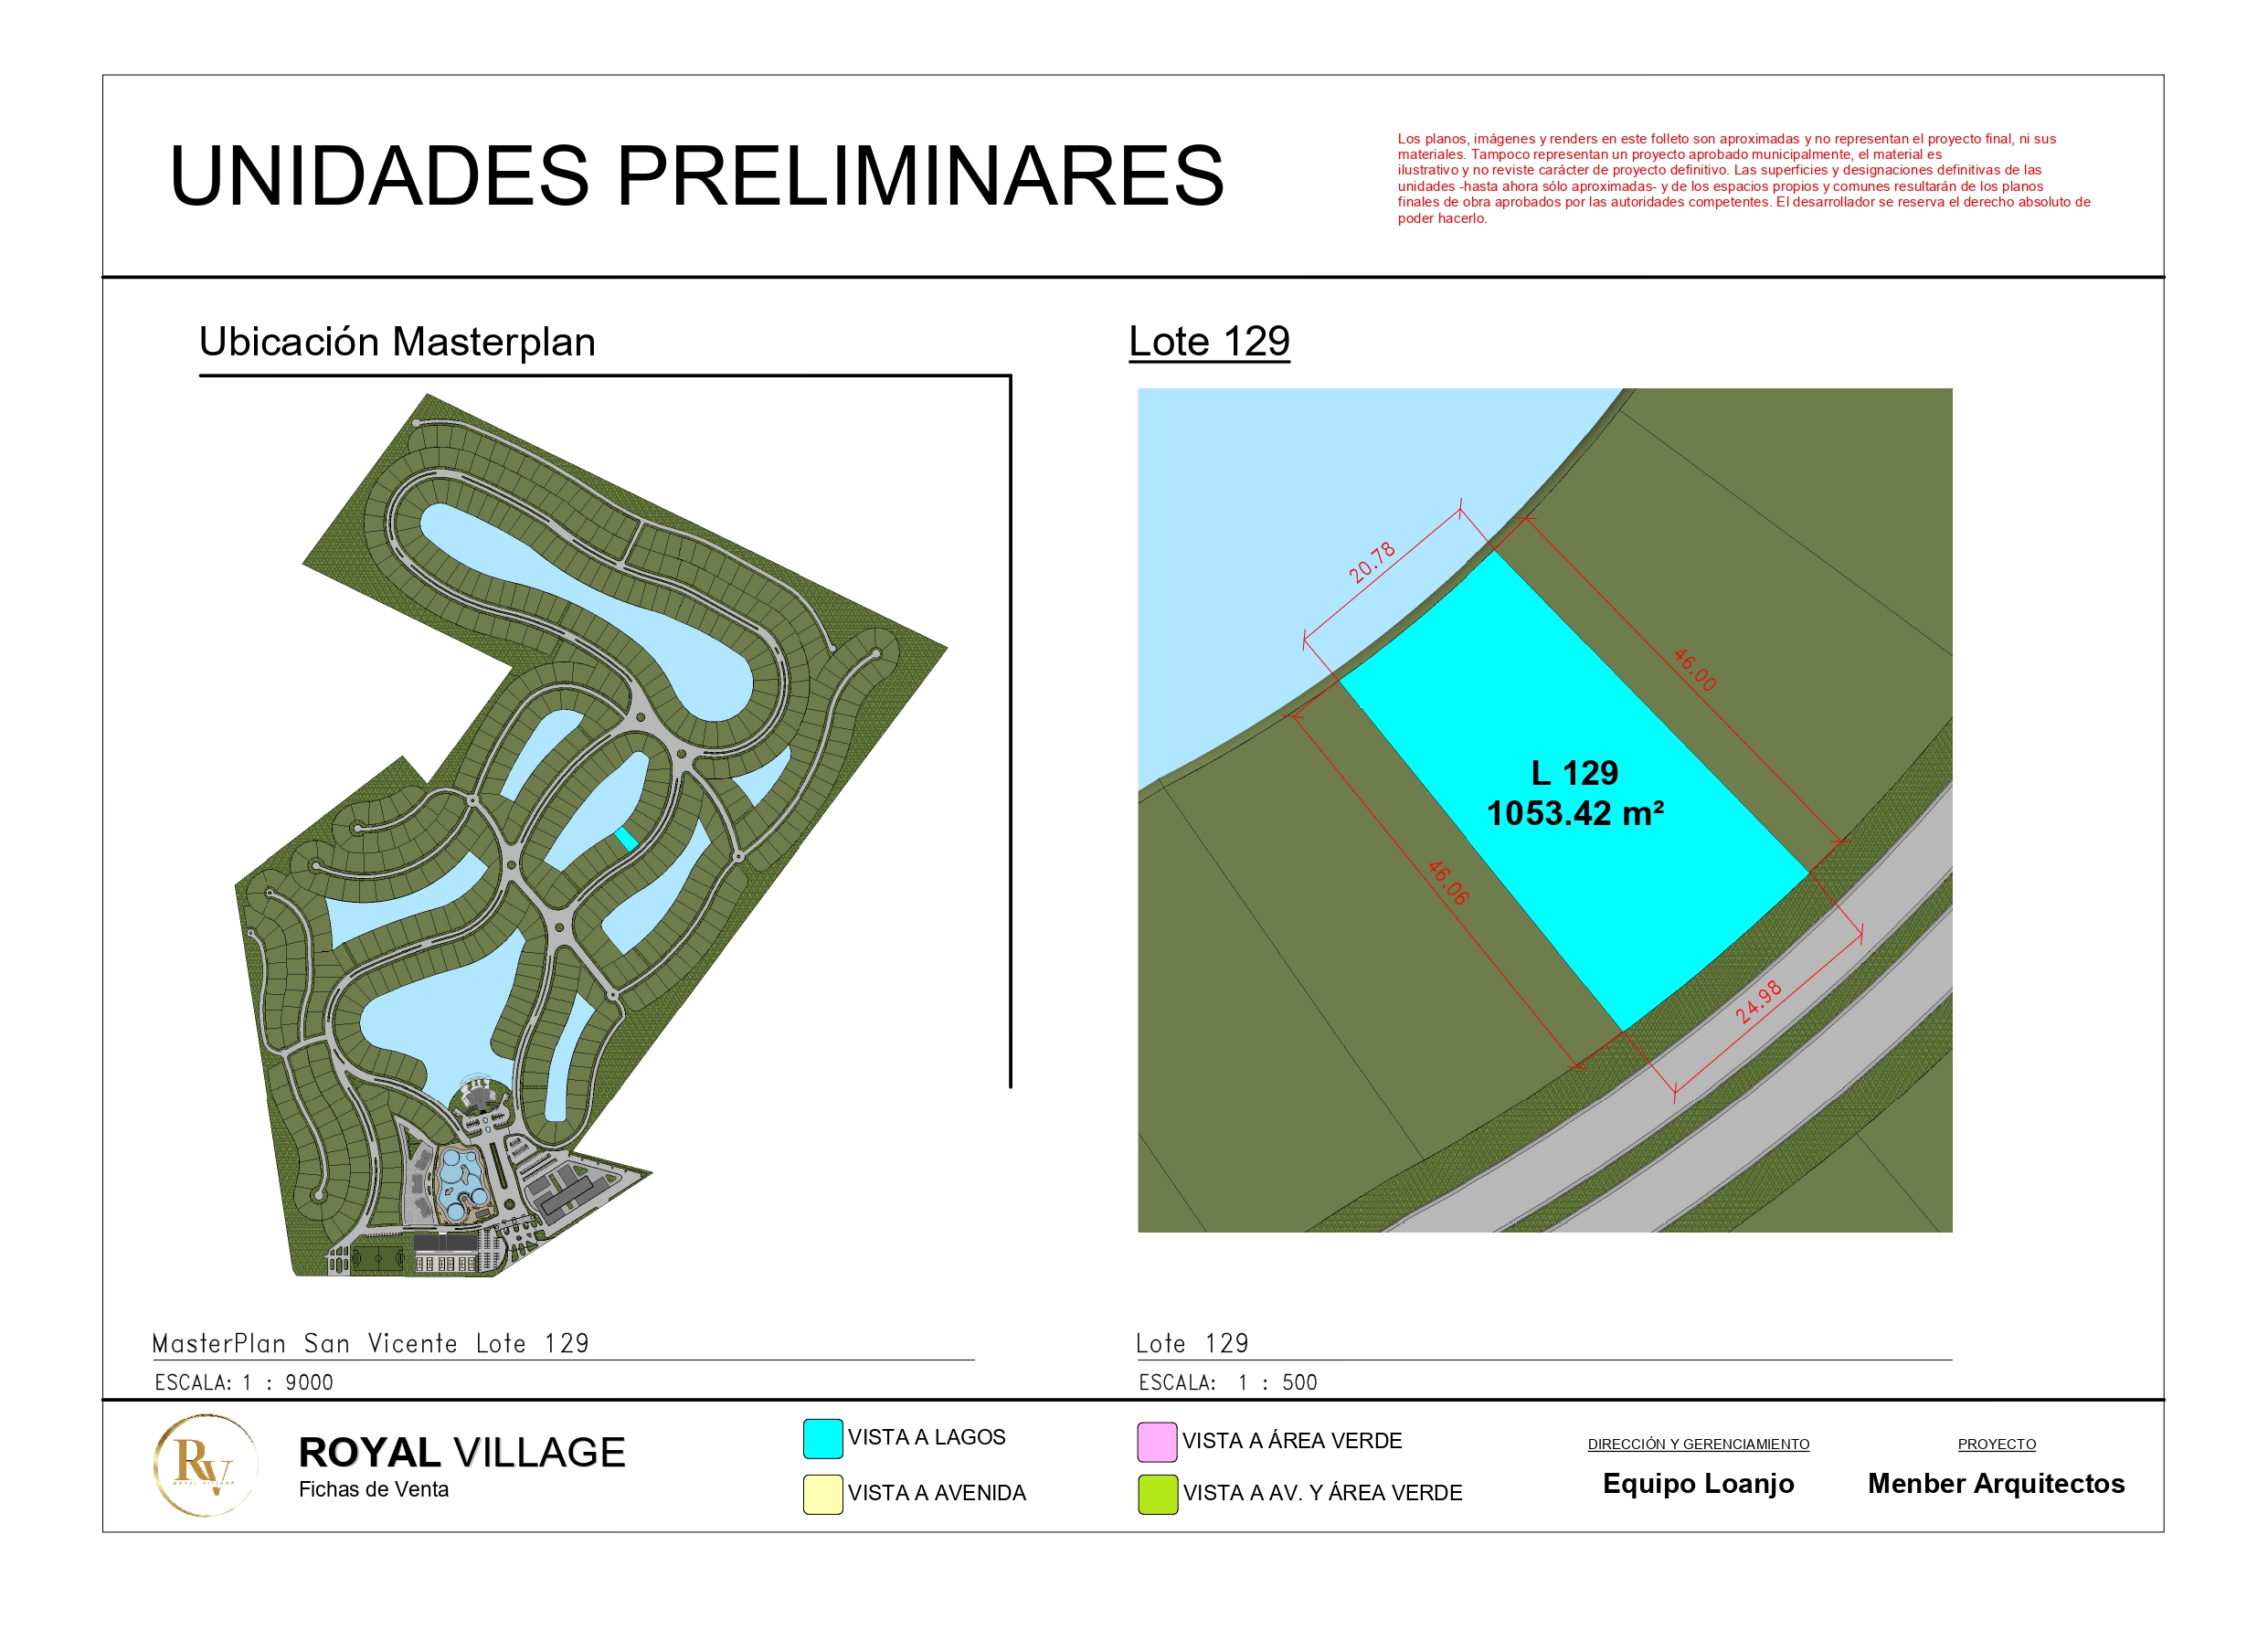 UNIDADES PRELIMINARES
Los planos, imágenes y renders en este folleto son aproximadas y no representan el proyecto final, ni sus
materiales. Tampoco representan un proyecto aprobado municipalmente, el material es
ilustrativo y no reviste carácter de proyecto definitivo. Las superficies y designaciones definitivas de las
unidades -hasta ahora sólo aproximadas- y de los espacios propios y comunes resultarán de los planos
finales de obra aprobados por las autoridades competentes. El desarrollador se reserva el derecho absoluto de
poder hacerlo.
Ubicación Masterplan
Lote 129
20.78
46.00
L 129
1053.42 m²
46.06
24.98
MasterPlan San Vicente Lote 129
ESCALA: 1 : 9000
Lote 129
ESCALA: 1 : 500
RV
ROYAL VILLAGE
ROYAL VILLAGE
Fichas de Venta
VISTA A LAGOS
VISTA A AVENIDA
VISTA A ÁREA VERDE
VISTA A AV. Y ÁREA VERDE
DIRECCIÓN Y GERENCIAMIENTO
Equipo Loanjo
PROYECTO
Menber Arquitectos